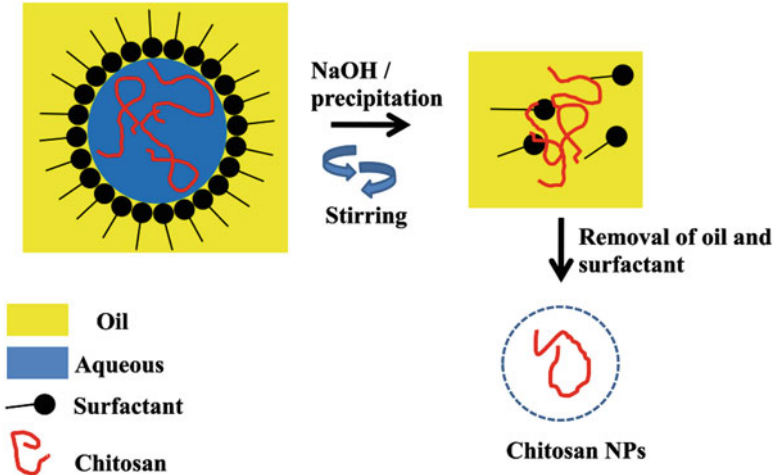 NaOH /
precipitation
Stirring
Removal of oil and
surfactant
Oil
Aqueous
Surfactant
Chitosan
Chitosan NPs